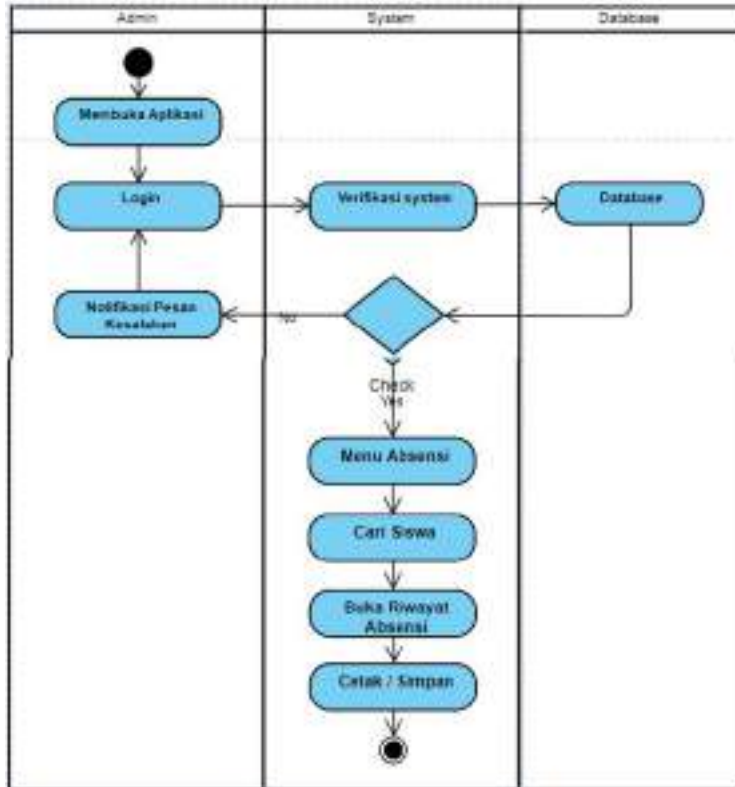 Admin
System
Database
Membuka Aplikasi
Login
Verifikasi system
Database
Notifikasi Pesan
Kesalahan
No
Check
Yes
Menu Absensi
Cari Siswa
Buka Riwayat
Absensi
Cetak / Simpan